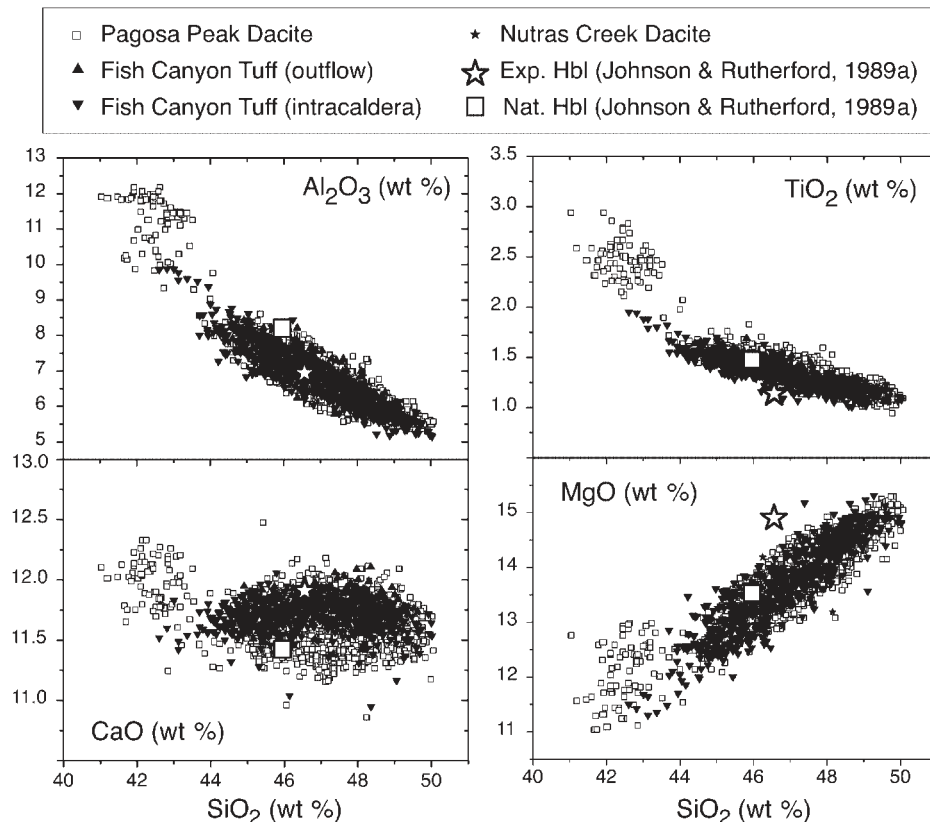 Pagosa Peak Dacite
Nutras Creek Dacite
Fish Canyon Tuff (outflow)
Exp. Hbl (Johnson & Rutherford, 1989a)
Fish Canyon Tuff (intracaldera)
Nat. Hbl (Johnson & Rutherford, 1989a)
Al2O3 (wt %)
13
12
11
10
9
8
7
6
5
TiO2 (wt %)
3.5
3.0
2.5
2.0
1.5
1.0
CaO (wt %)
13.0
12.5
12.0
11.5
11.0
40 42 44 46 48 50
SiO2 (wt %)
MgO (wt %)
15
14
13
12
11
40 42 44 46 48 50
SiO2 (wt %)